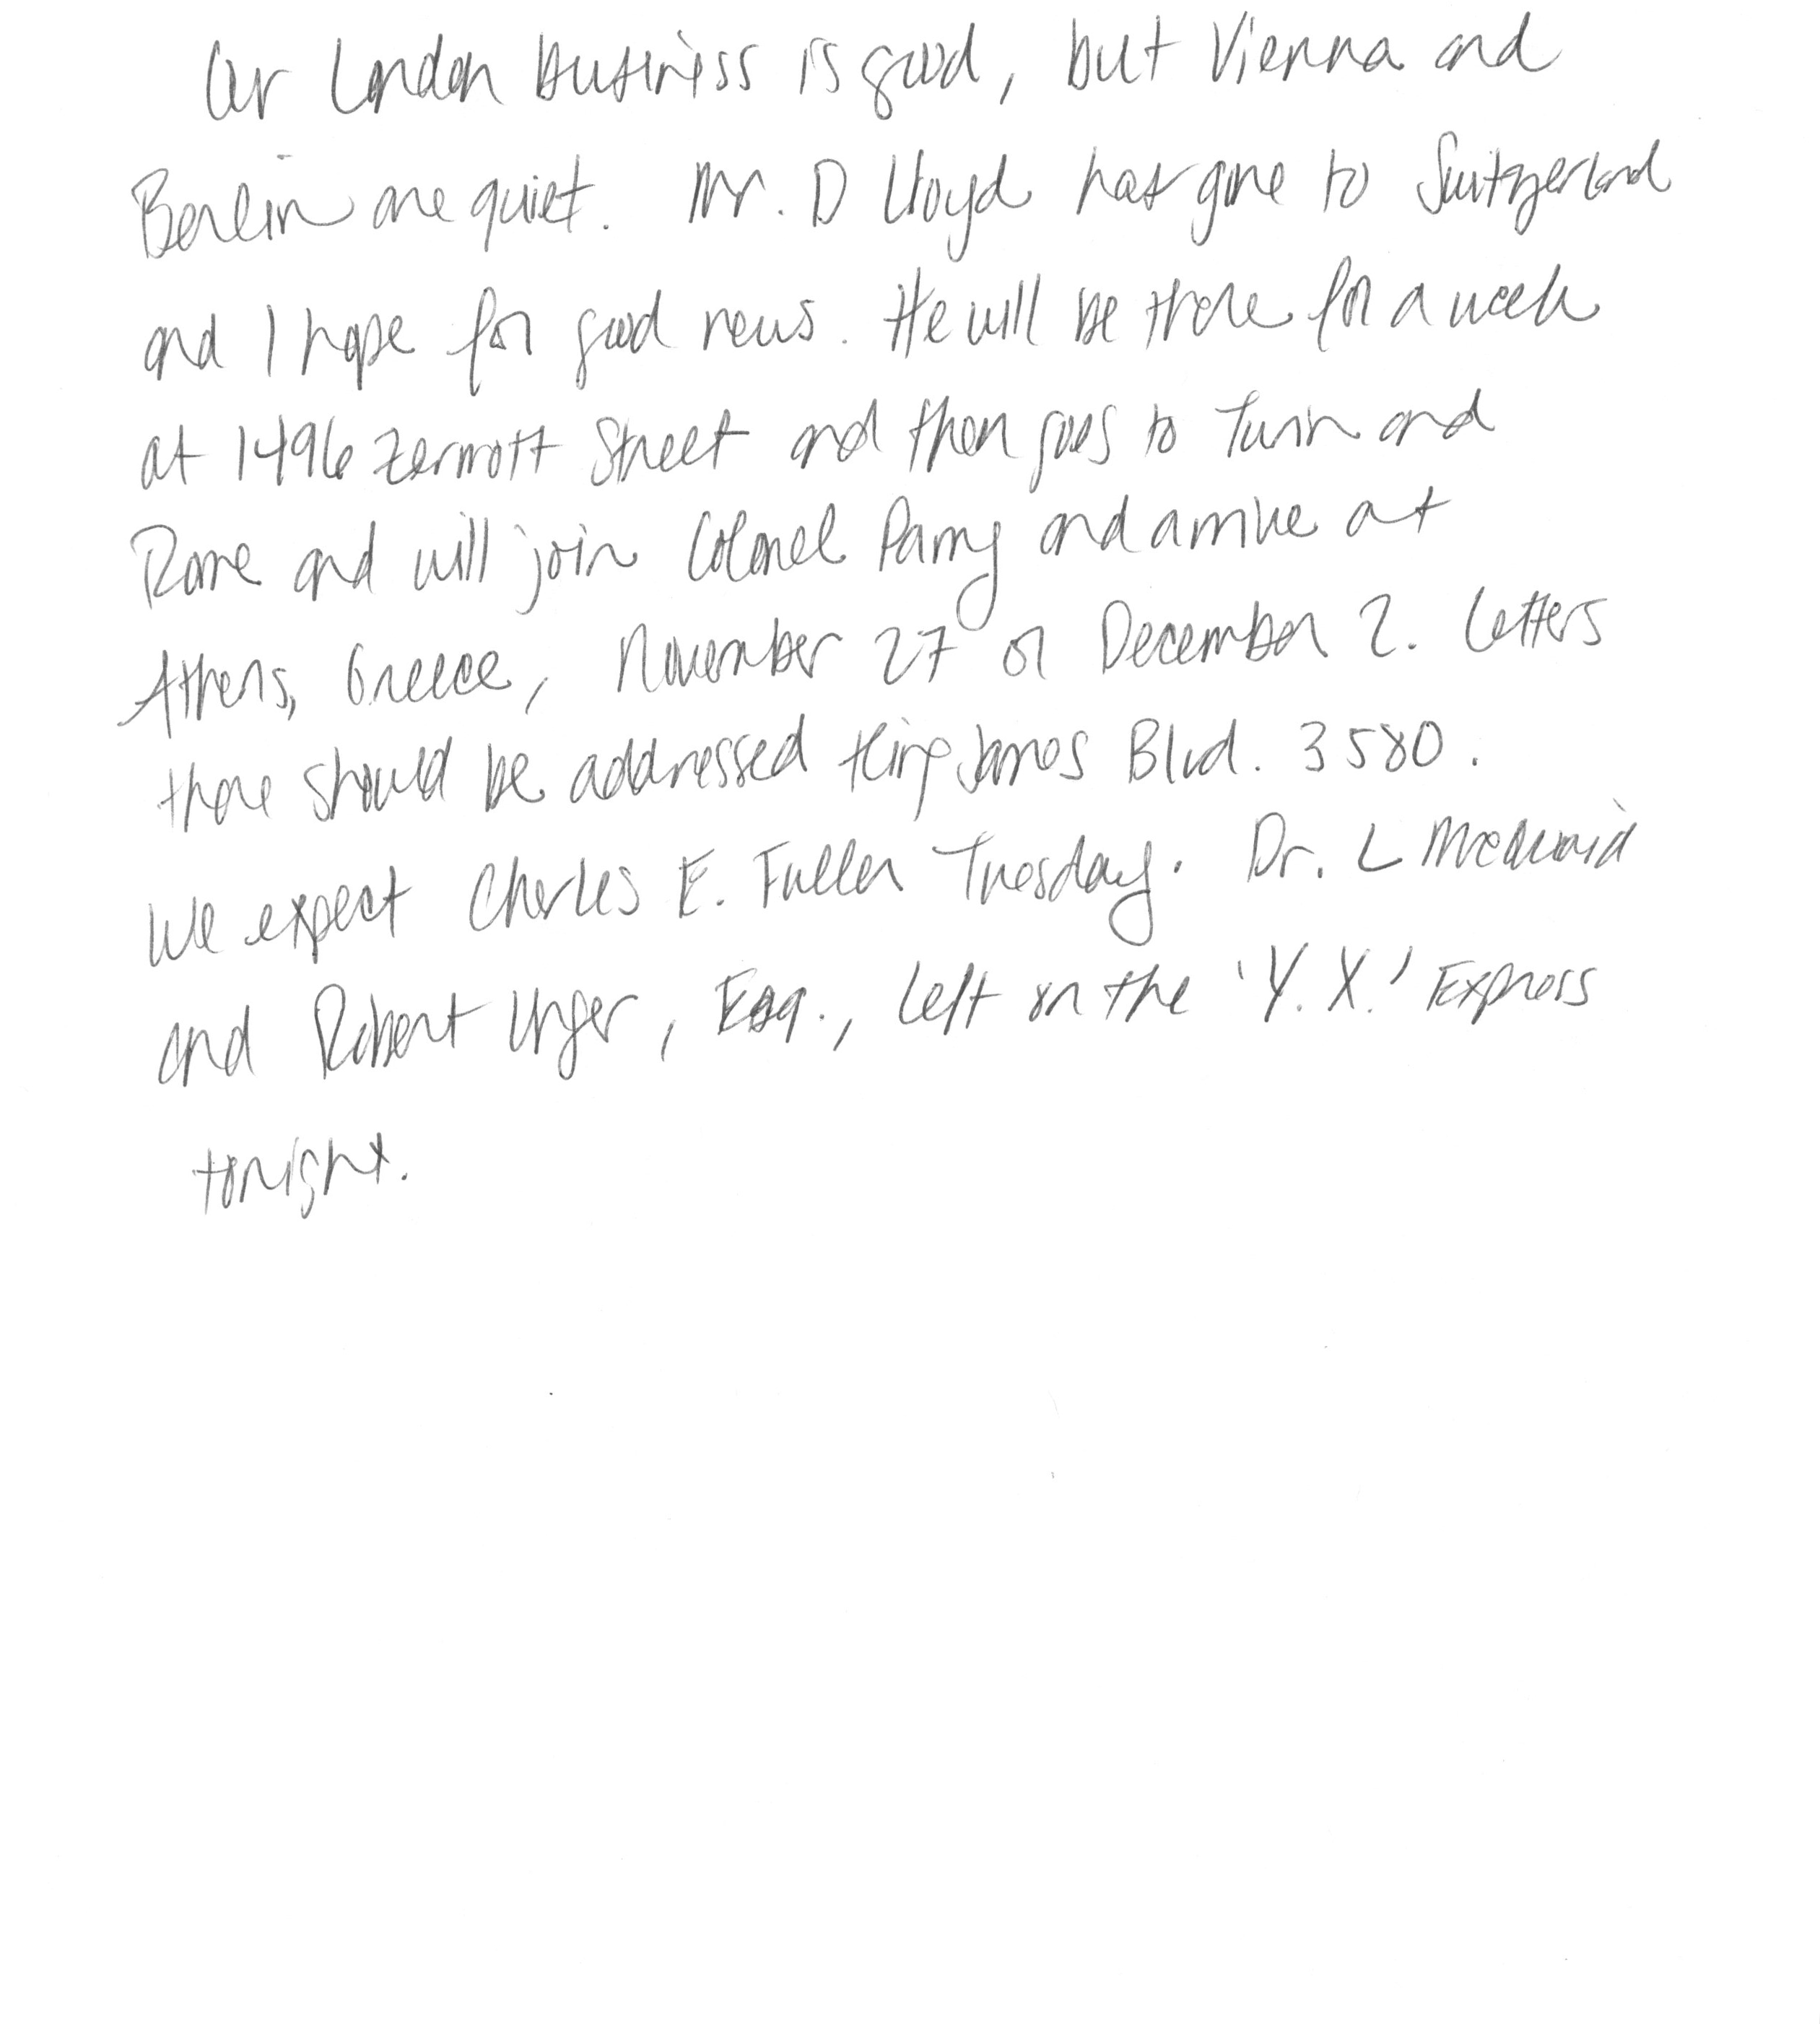 Our London business is good, but Vienna and
Berlin are quiet. Mr. D Lloyd has gone to Switzerland
and I hope for good news. He will be there for a week
at 1496 Zermott Street and then goes to Turin and
Rome and will join Colonel Parry and arrive at
Athens, Greece, November 27 or December 2. Letters
there should be addressed King James Blvd. 3580.
We expect Charles E. Fuller Tuesday. Dr. L McQuaid
and Robert Unger, Esq., left on the 'Y. X.' Express
tonight.